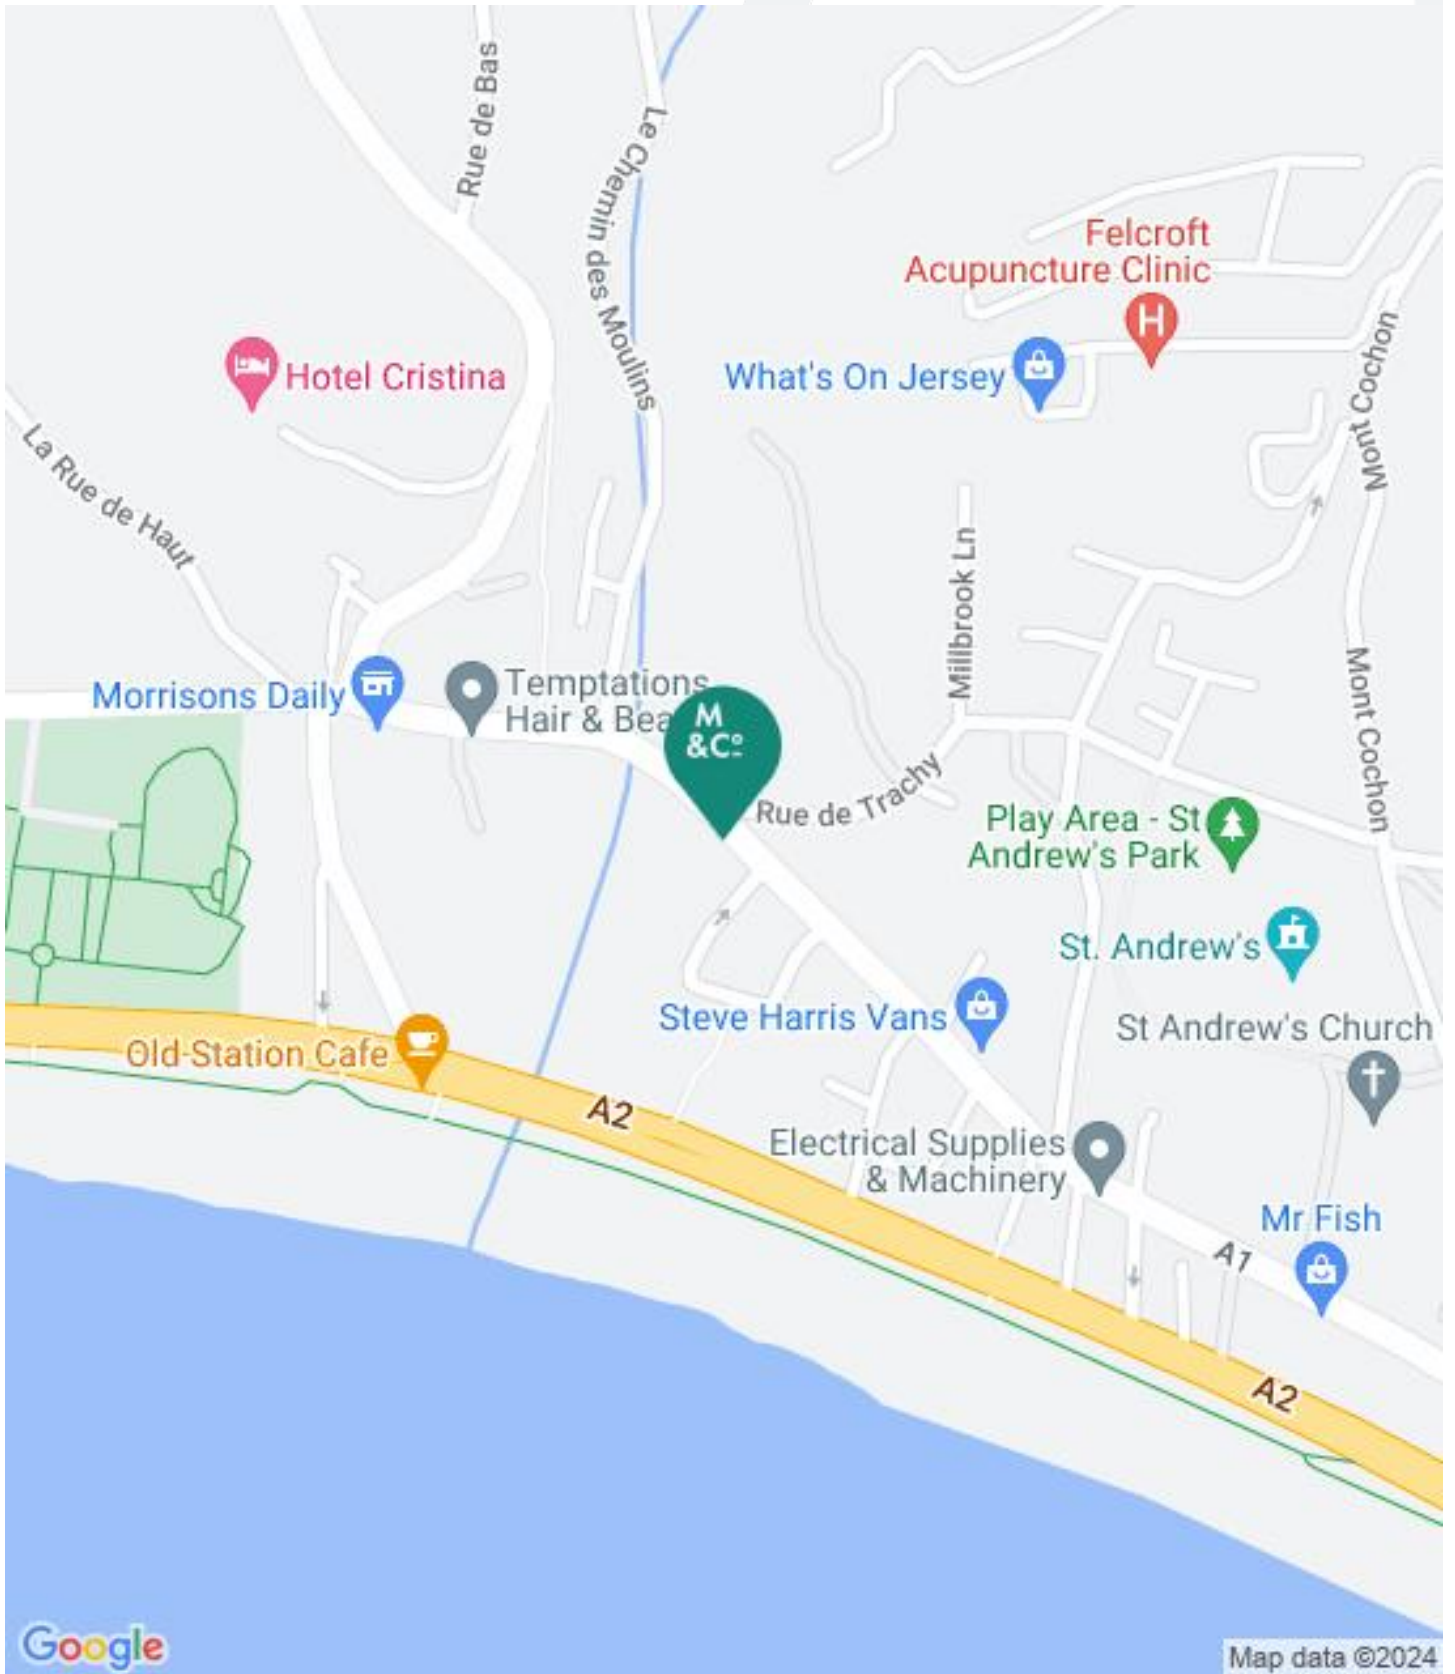 Rue de Bas
Le Chemin des Moulins
Felcroft
Acupuncture Clinic
H
Hotel Cristina
What's On Jersey
Mont Cochon
La Rue de Haut
Millbrook Ln
Morrisons Daily
Temptations
Hair & Bea
M
&Cº
Mont Cochon
Rue de Trachy
Play Area - St
Andrew's Park
St. Andrew's
Steve Harris Vans
St Andrew's Church
Old Station Cafe
A2
Electrical Supplies
& Machinery
Mr Fish
A1
A2
Google
Map data ©2024